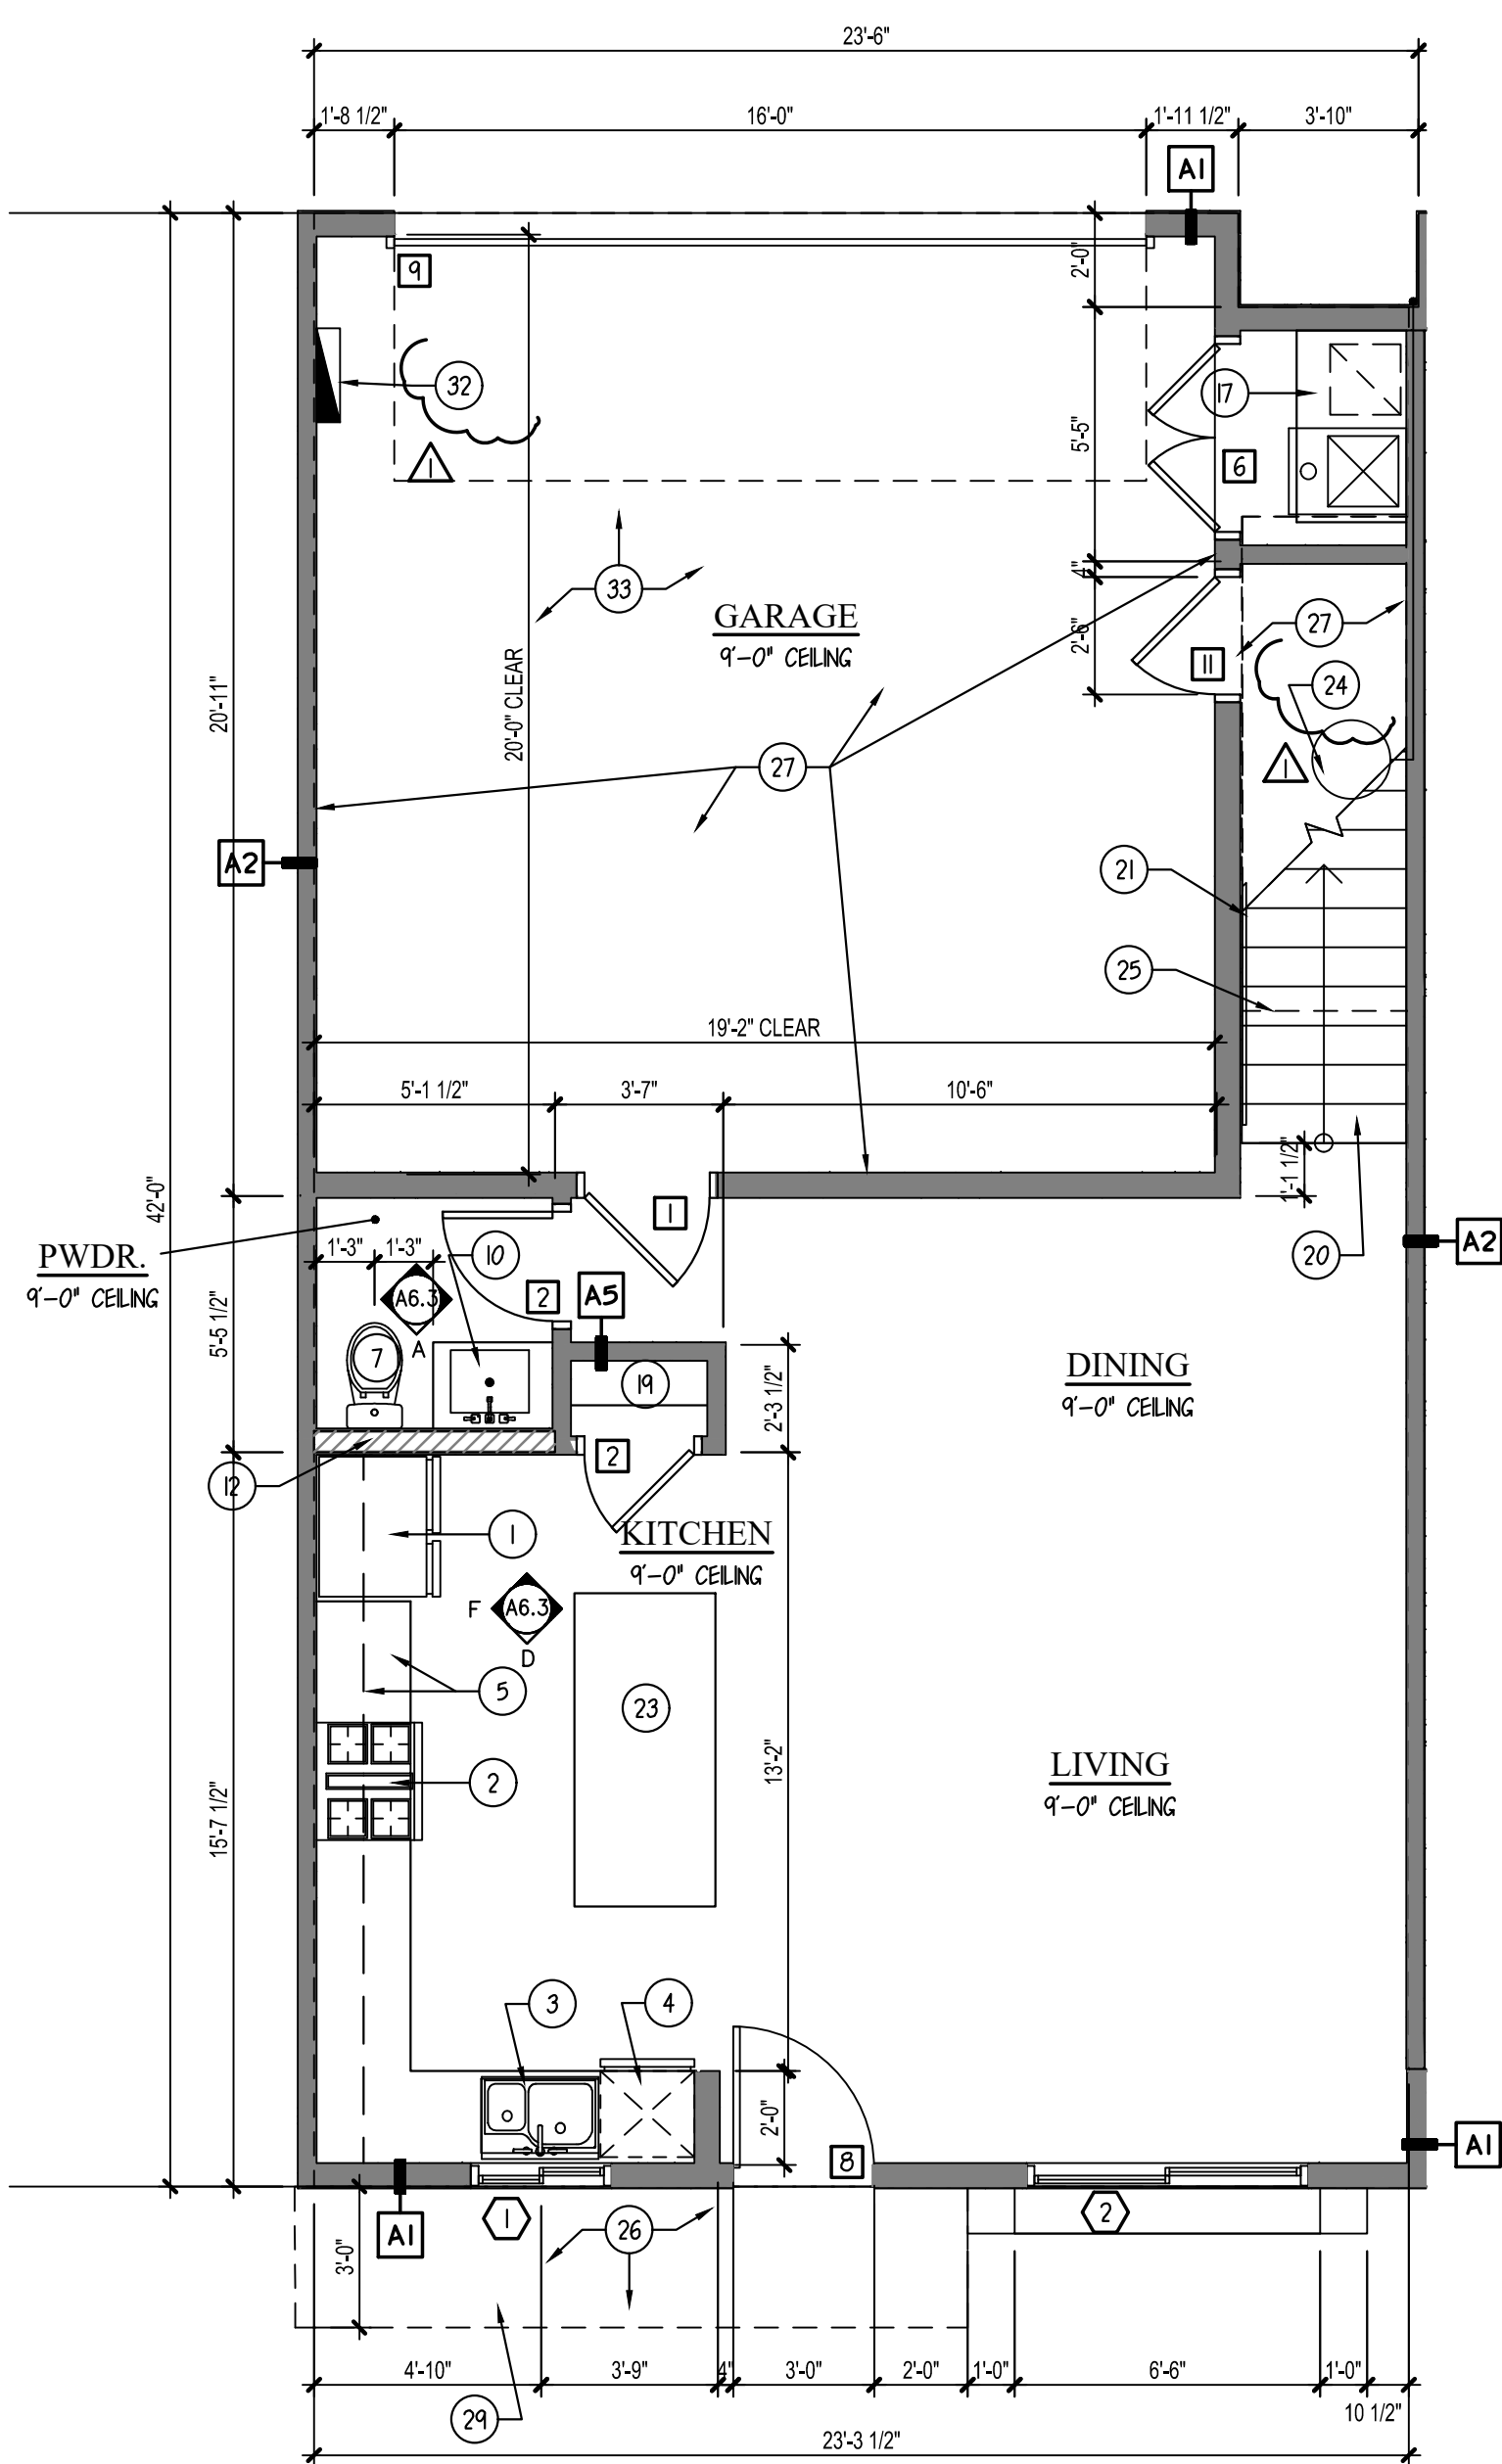 23'-6"
1'-8 1/2"
16'-0"
1'-11 1/2"
3'-10"
A1
9
2'-0"
32
17
1
5'-5"
6
33
4"
GARAGE
9'-0" CEILING
27
2'-6"
11
24
20'-11"
20'-0" CLEAR
27
1
A2
21
25
19'-2" CLEAR
5'-1 1/2"
3'-7"
10'-6"
1'-1 1/2"
42'-0"
1
PWDR.
9'-0" CEILING
1'-3"
1'-3"
10
20
A2
A6.3
A
2
A5
5'-5 1/2"
7
19
DINING
9'-0" CEILING
2'-3 1/2"
12
2
1
KITCHEN
9'-0" CEILING
F
A6.3
D
5
23
2
13'-2"
LIVING
9'-0" CEILING
15'-7 1/2"
3
4
2'-0"
8
A1
A1
1
26
2
3'-0"
4'-10"
3'-9"
4"
3'-0"
2'-0"
1'-0"
6'-6"
1'-0"
29
10 1/2"
23'-3 1/2"